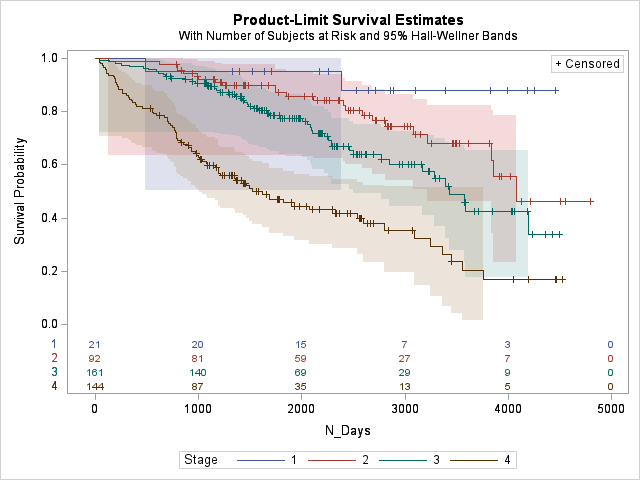 Product-Limit Survival Estimates
With Number of Subjects at Risk and 95% Hall-Wellner Bands
+ Censored
1.0
0.8
0.6
0.4
0.2
0.0
Survival Probability
1 21 20 15 7 3 0
2 92 81 59 27 7 0
3 161 140 69 29 9 0
4 144 87 35 13 5 0
0 1000 2000 3000 4000 5000
N_Days
Stage 1 2 3 4